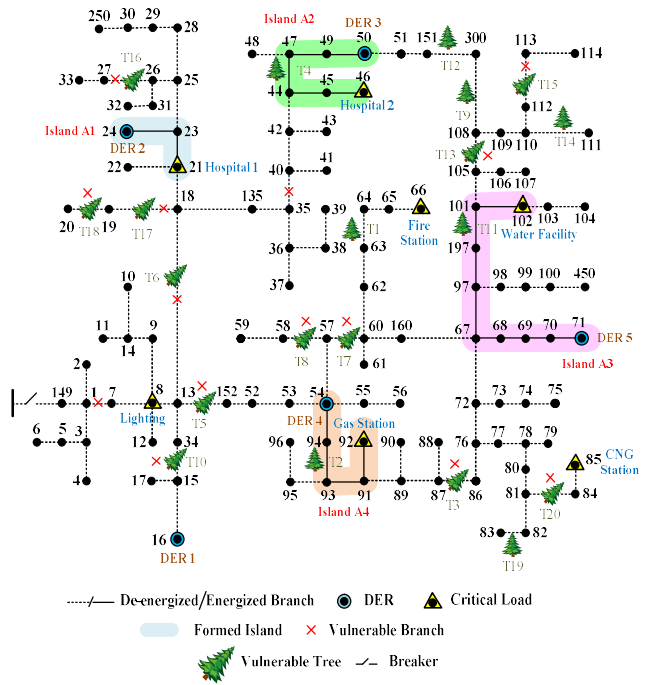 Island A2
DER 3
250 30 29 28
48 47 49 50 51 151 300 113 114
T16
T4
T12
T15
33 27 26 25
44 45 46
T9
112
32 31
Hospital 2
T14
Island A1
24 23
DER 2
42 43
108 109 110 111
T13
22 21 Hospital 1
40 41
105 106 107
18
64 65 66
101 102 103 104
20 19
T18 T17
135 35 39
T1
Fire
Station
T11
Water Facility
36 38
63
197
10
T6
37
62
97 98 99 100 450
11 14 9
59 58 57 60 160 67 68 69 70 71
DER 5
T8 T7
61
Island A3
2
149 1 7 8 13 152 52 53 54 55 56
72 73 74 75
Lighting
T5
DER 4
Gas Station
6 5 3 12 34
96 94 92 90 88 76 77 78 79
CNG
Station
85
T10
T2
80
4 17 15
95 93 91 89 87 86
T3
81 84
T20
Island A4
16
DER 1
83 82
T19
De-energized/Energized Branch DER Critical Load
Formed Island Vulnerable Branch
Vulnerable Tree Breaker